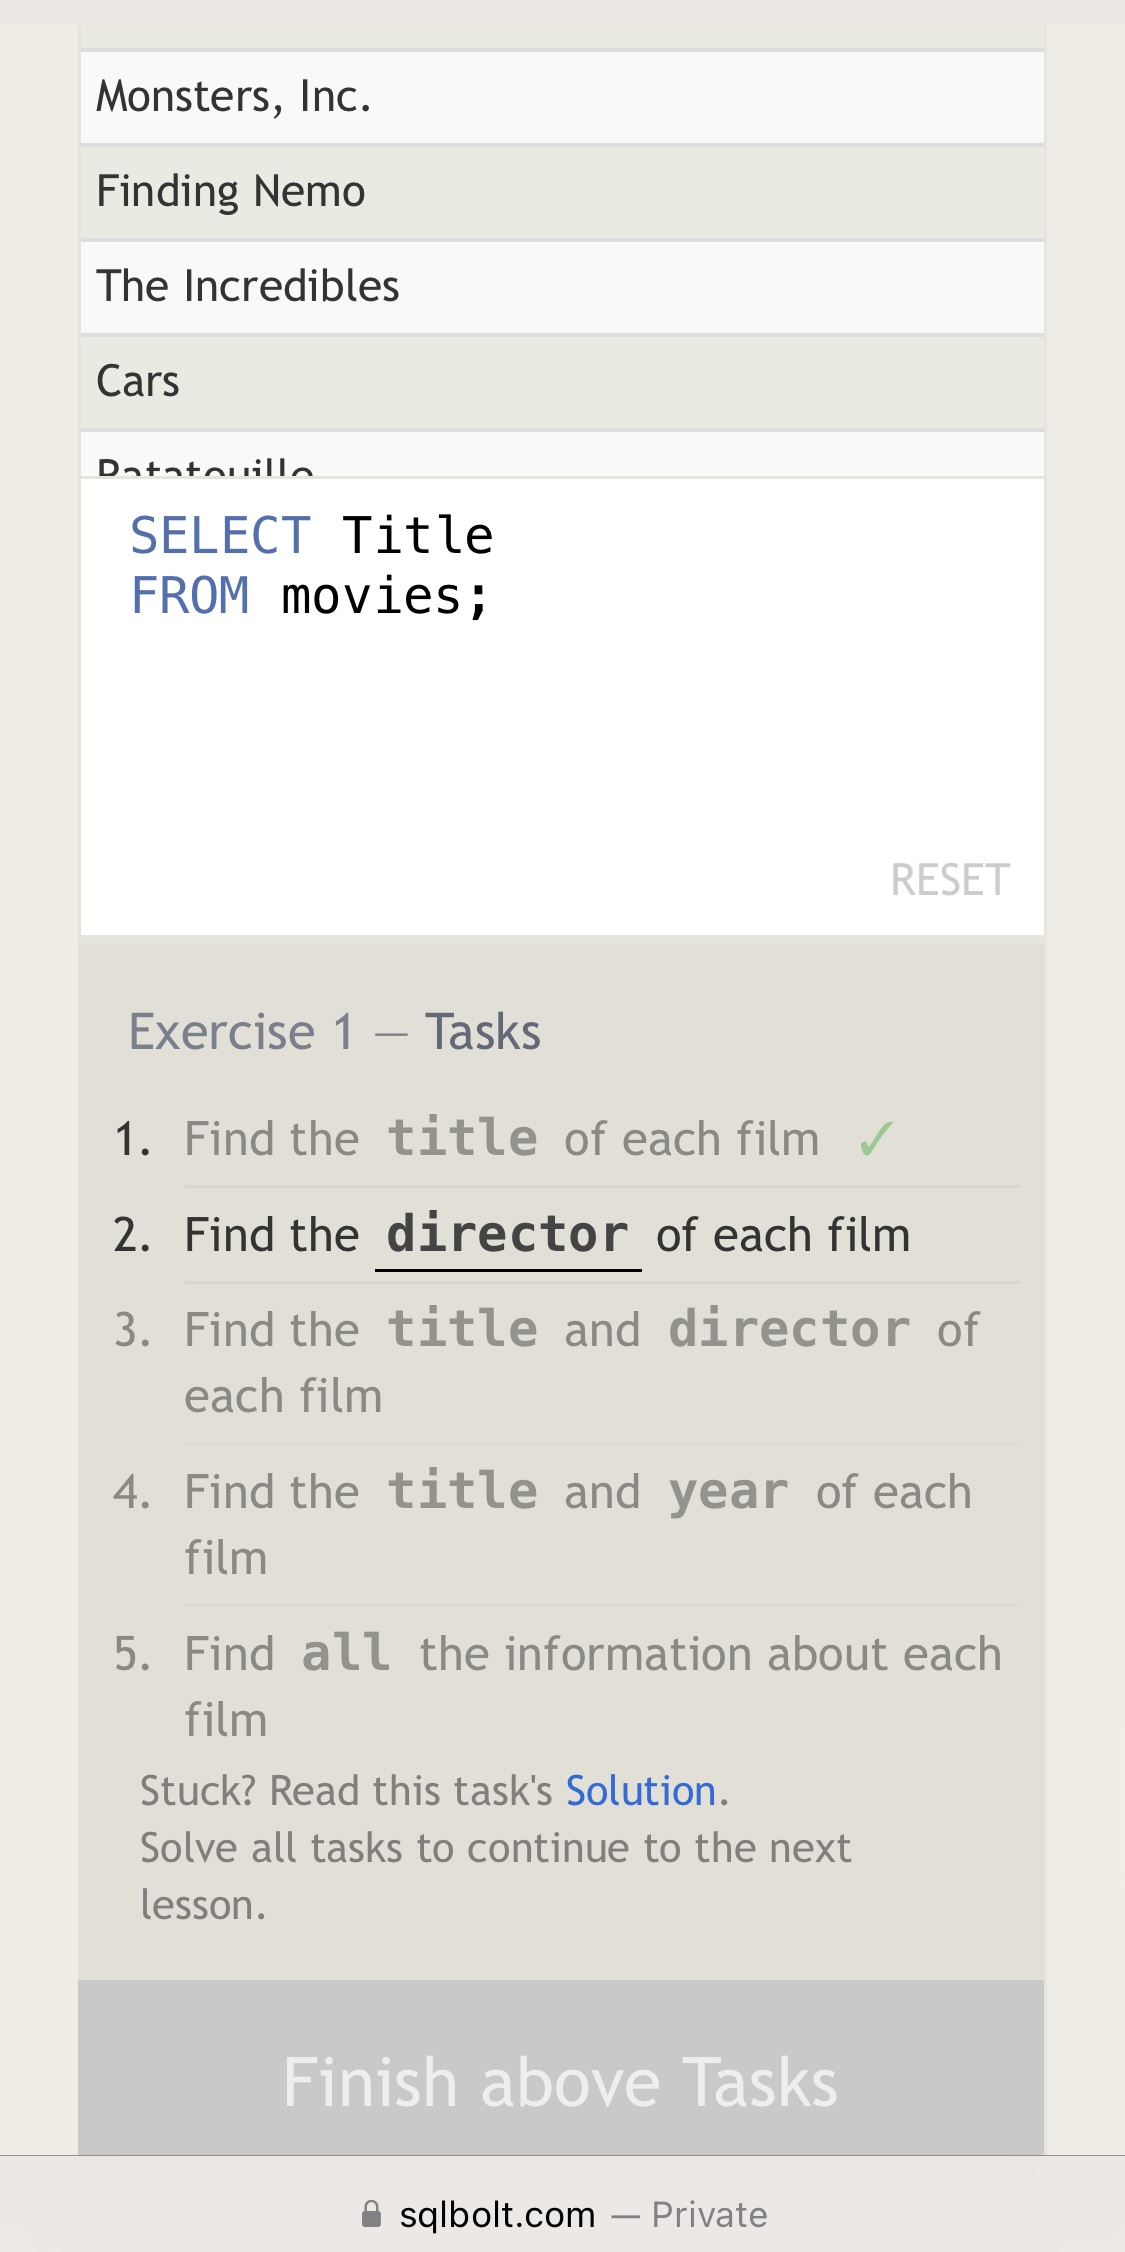 Monsters, Inc.
Finding Nemo
The Incredibles
Cars
Ratatouille
SELECT Title
FROM movies;
RESET
Exercise 1 — Tasks
1. Find the title of each film ✓
2. Find the director of each film
3. Find the title and director of
each film
4. Find the title and year of each
film
5. Find all the information about each
film
Stuck? Read this task's Solution.
Solve all tasks to continue to the next
lesson.
Finish above Tasks
sqlbolt.com — Private